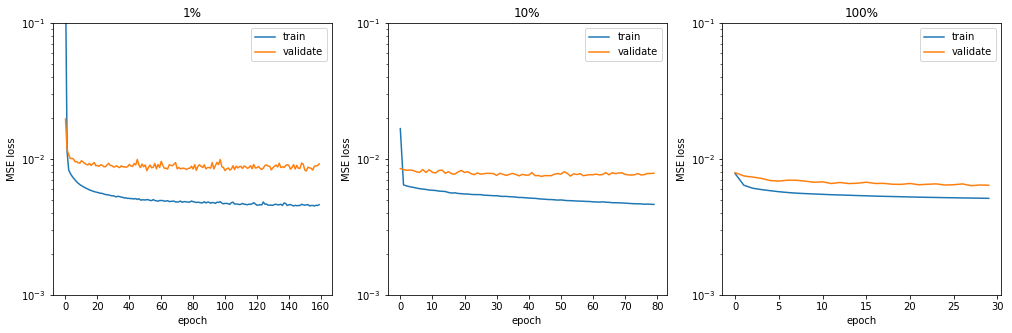 1%
10^{-1}
10^{-2}
10^{-3}
MSE loss
train
validate
0 20 40 60 80 100 120 140 160
epoch
10%
10^{-1}
10^{-2}
10^{-3}
MSE loss
train
validate
0 10 20 30 40 50 60 70 80
epoch
100%
10^{-1}
10^{-2}
10^{-3}
MSE loss
train
validate
0 5 10 15 20 25 30
epoch